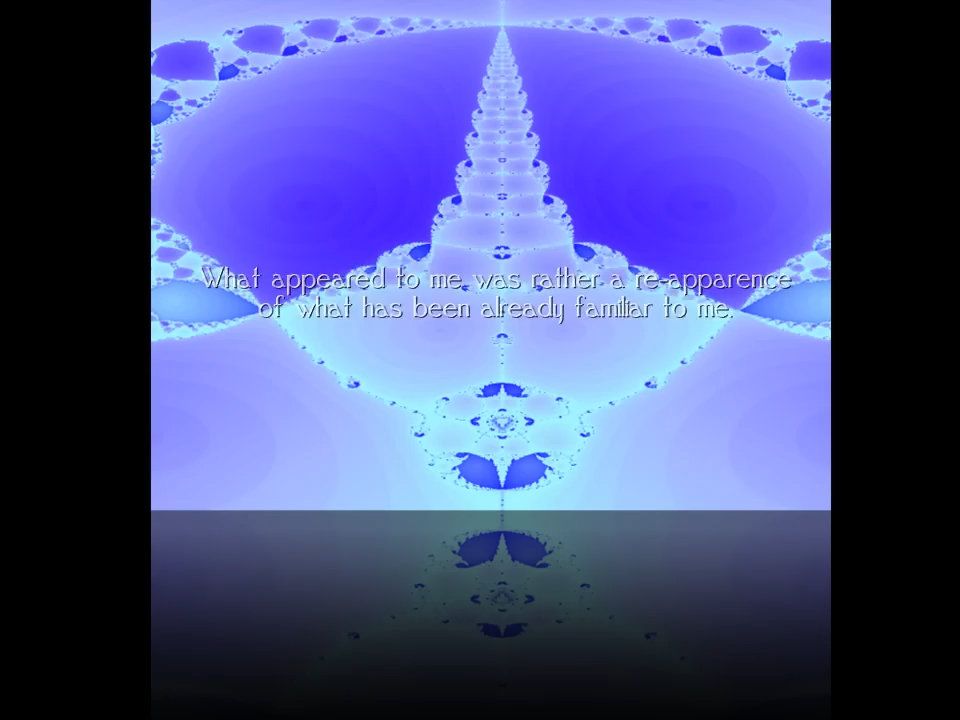 What appeared to me, was rather a re-apparence
of what has been already familiar to me.